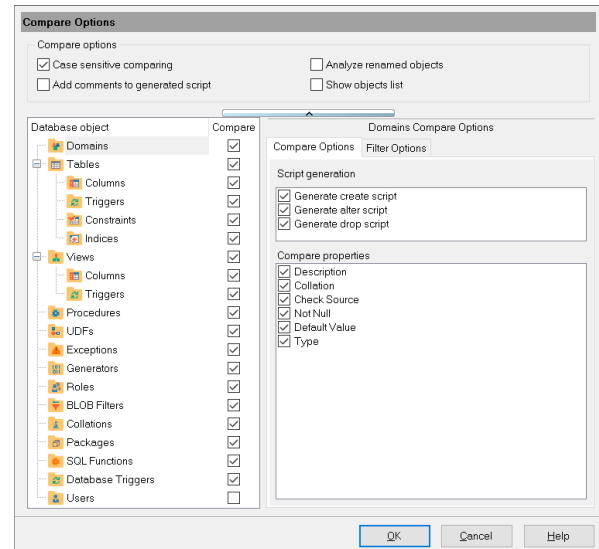 Compare Options
Compare options
Case sensitive comparing
Analyze renamed objects
Add comments to generated script
Show objects list
Database object
Compare
Domains
Tables
Columns
Triggers
Constraints
Indices
Views
Columns
Triggers
Procedures
UDFs
Exceptions
Generators
Roles
BLOB Filters
Collations
Packages
SQL Functions
Database Triggers
Users
Domains Compare Options
Compare Options
Filter Options
Script generation
Generate create script
Generate alter script
Generate drop script
Compare properties
Description
Collation
Check Source
Not Null
Default Value
Type
OK
Cancel
Help